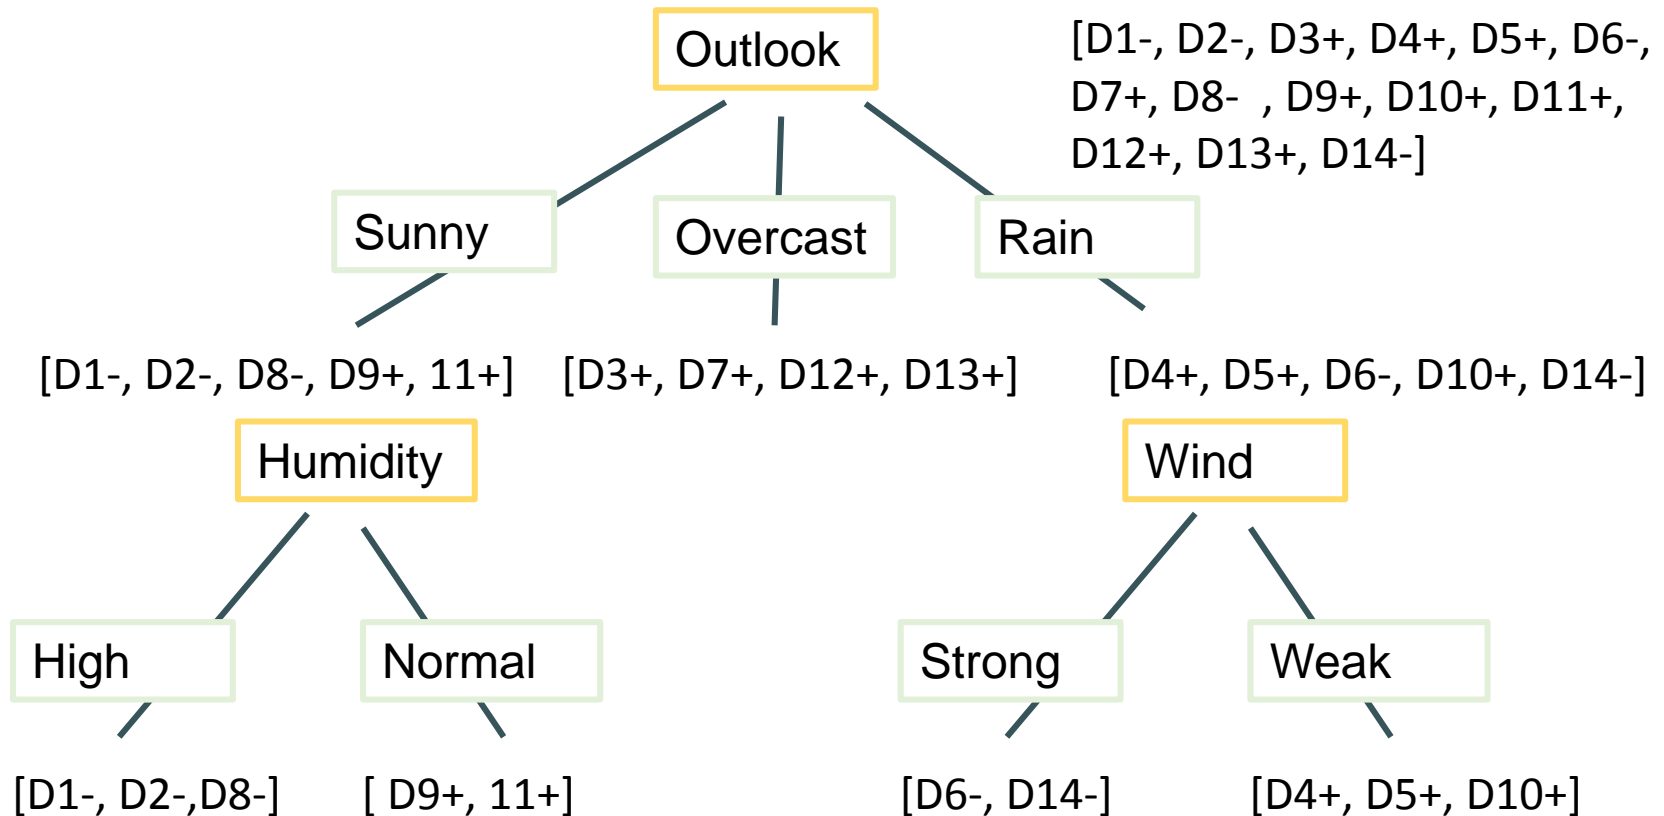 Outlook
[D1-, D2-, D3+, D4+, D5+, D6-,
D7+, D8-  , D9+, D10+, D11+,
D12+, D13+, D14-]
Sunny
Overcast
Rain
[D1-, D2-, D8-, D9+, 11+]
[D3+, D7+, D12+, D13+]
[D4+, D5+, D6-, D10+, D14-]
Humidity
Wind
High
Normal
Strong
Weak
[D1-, D2-,D8-]
[ D9+, 11+]
[D6-, D14-]
[D4+, D5+, D10+]